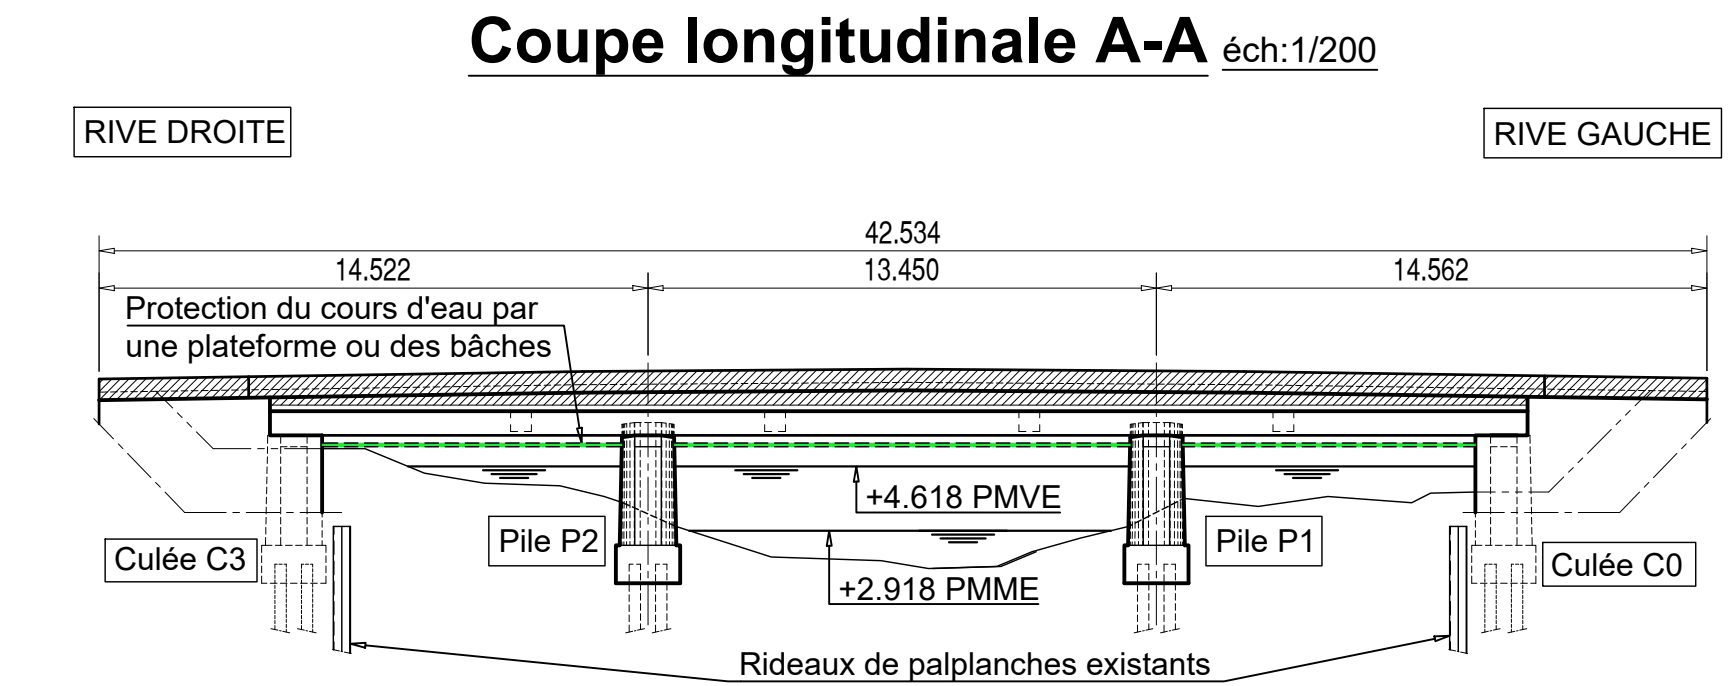 Coupe longitudinale A-A éch:1/200
RIVE DROITE
RIVE GAUCHE
42.534
14.522
13.450
14.562
Protection du cours d'eau par
une plateforme ou des bâches
+4.618 PMVE
Pile P2
Pile P1
Culée C3
Culée C0
+2.918 PMME
Rideaux de palplanches existants